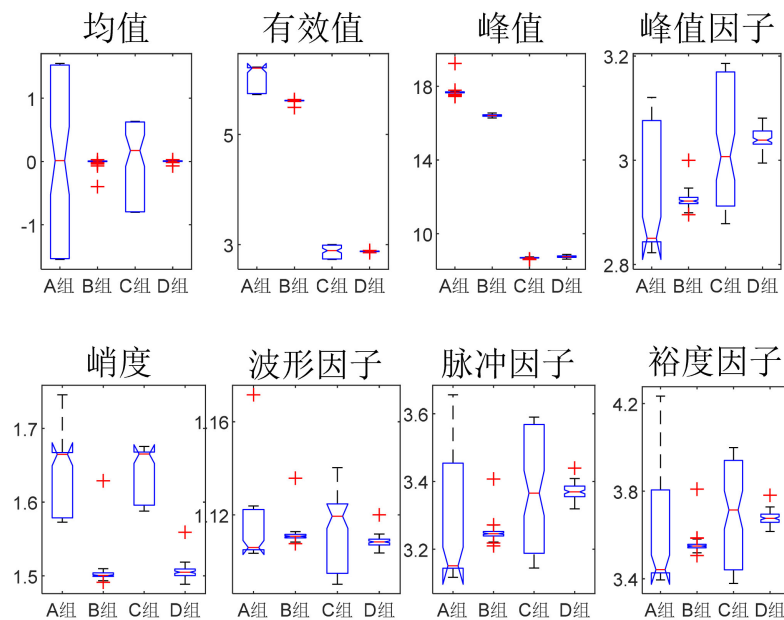 均值 有效值 峰值 峰值因子
1
0
-1
A组 B组 C组 D组
5
3
A组 B组 C组 D组
18
14
10
A组 B组 C组 D组
3.2
3
2.8
A组 B组 C组 D组
峭度 波形因子 脉冲因子 裕度因子
1.7
1.6
1.5
A组 B组 C组 D组
1.16
1.12
A组 B组 C组 D组
3.6
3.4
3.2
A组 B组 C组 D组
4.2
3.8
3.4
A组 B组 C组 D组